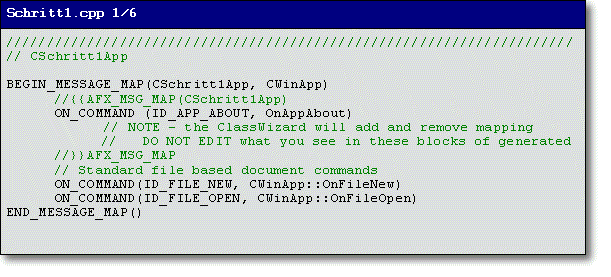 Schritt1.cpp 1/6
//////////////////////////////////////////////////////////////////////
// CSchritt1App
BEGIN_MESSAGE_MAP(CSchritt1App, CWinApp)
//{{AFX_MSG_MAP(CSchritt1App)
ON_COMMAND (ID_APP_ABOUT, OnAppAbout)
// NOTE - the ClassWizard will add and remove mapping
// DO NOT EDIT what you see in these blocks of generated
//}}AFX_MSG_MAP
// Standard file based document commands
ON_COMMAND(ID_FILE_NEW, CWinApp::OnFileNew)
ON_COMMAND(ID_FILE_OPEN, CWinApp::OnFileOpen)
END_MESSAGE_MAP()